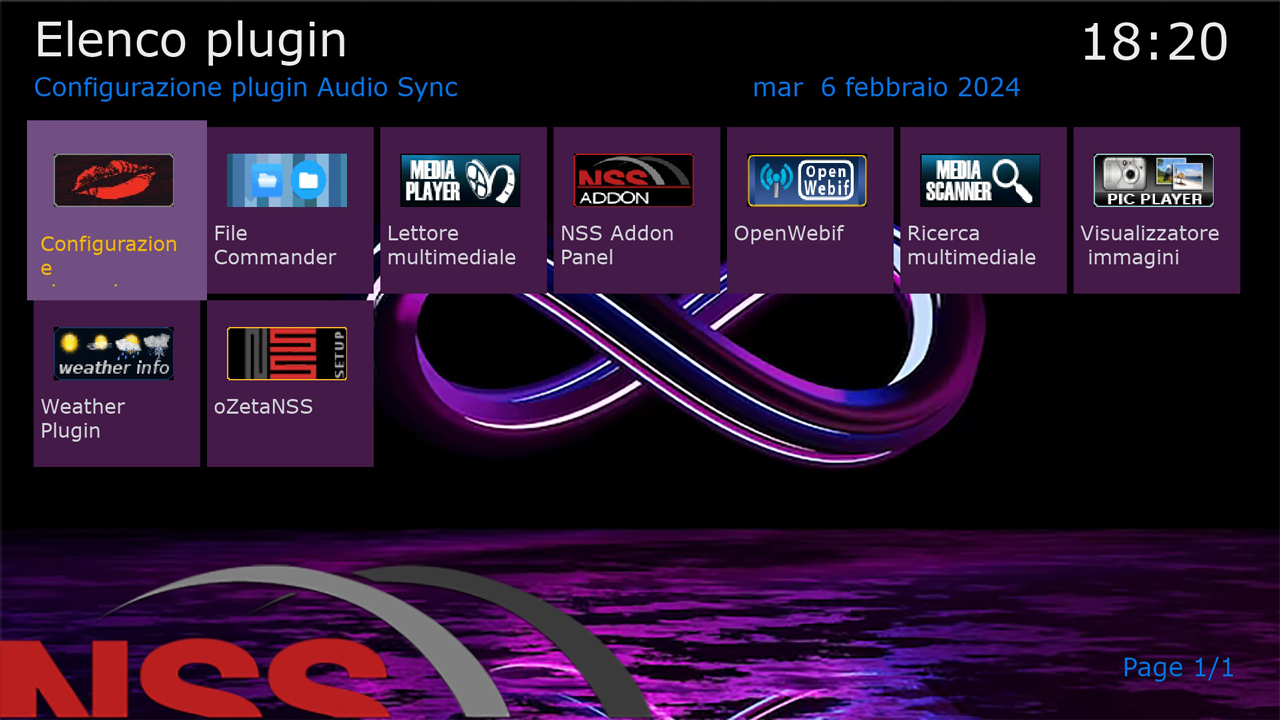 Elenco plugin
18:20
Configurazione plugin Audio Sync
mar 6 febbraio 2024
MEDIA
PLAYER
NSS
ADDON
Open
Webif
MEDIA
SCANNER
PIC PLAYER
Configurazion
e
File
Commander
Lettore
multimediale
NSS Addon
Panel
OpenWebif
Ricerca
multimediale
Visualizzatore
immagini
weather info
NSS
SETUP
Weather
Plugin
oZetaNSS
NSS
Page 1/1